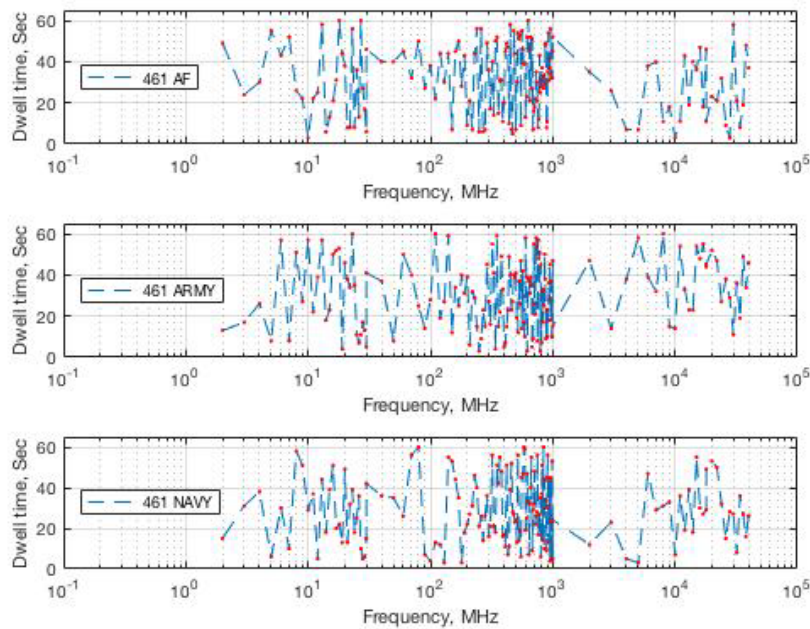 60
40
20
0
Dwell time, Sec
461 AF
10^-1 10^0 10^1 10^2 10^3 10^4 10^5
Frequency, MHz
60
40
20
0
Dwell time, Sec
461 ARMY
10^-1 10^0 10^1 10^2 10^3 10^4 10^5
Frequency, MHz
60
40
20
0
Dwell time, Sec
461 NAVY
10^-1 10^0 10^1 10^2 10^3 10^4 10^5
Frequency, MHz